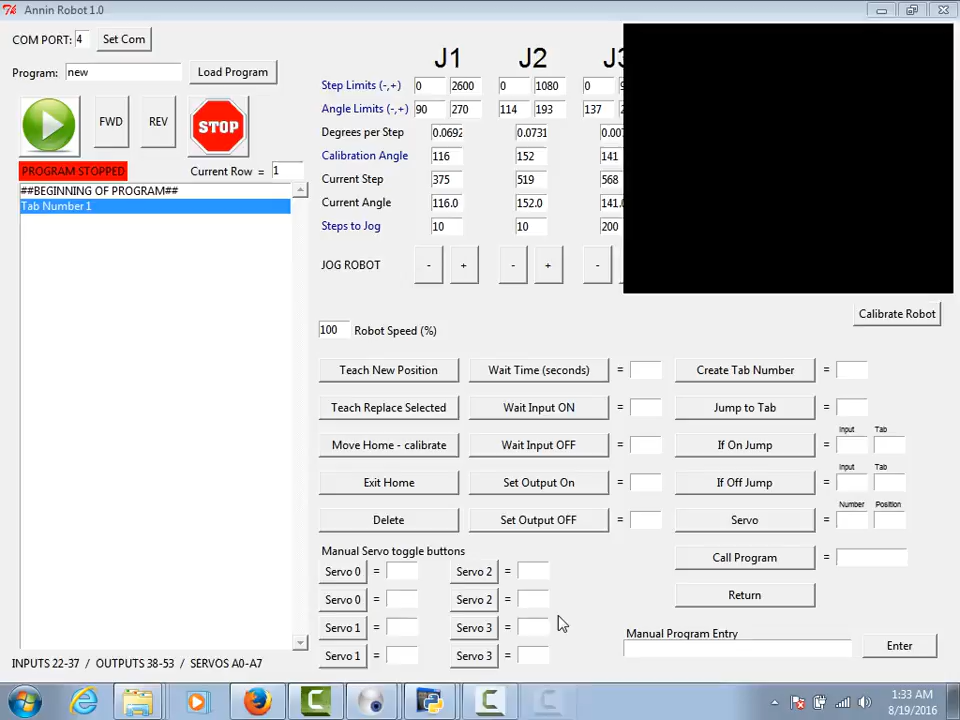 Annin Robot 1.0
COM PORT: 4 Set Com
Program: new Load Program
FWD REV STOP
PROGRAM STOPPED Current Row = 1
##BEGINNING OF PROGRAM##
Tab Number 1
INPUTS 22-37 / OUTPUTS 38-53 / SERVOS A0-A7
J1 J2
Step Limits (-,+) 0 2600 0 1080 0
Angle Limits (-,+) 90 270 114 193 137
Degrees per Step 0.0692 0.0731 0.007
Calibration Angle 116 152 141
Current Step 375 519 568
Current Angle 116.0 152.0 141.0
Steps to Jog 10 10 200
JOG ROBOT - + - + -
Calibrate Robot
100 Robot Speed (%)
Teach New Position Wait Time (seconds) = Create Tab Number =
Teach Replace Selected Wait Input ON = Jump to Tab =
Input Tab
Move Home - calibrate Wait Input OFF = If On Jump =
Input Tab
Exit Home Set Output On = If Off Jump =
Number Position
Delete Set Output OFF = Servo =
Manual Servo toggle buttons
Call Program =
Servo 0 = Servo 2 =
Servo 0 = Servo 2 =
Return
Servo 1 = Servo 3 =
Servo 1 = Servo 3 =
Manual Program Entry
Enter
1:33 AM
8/19/2016